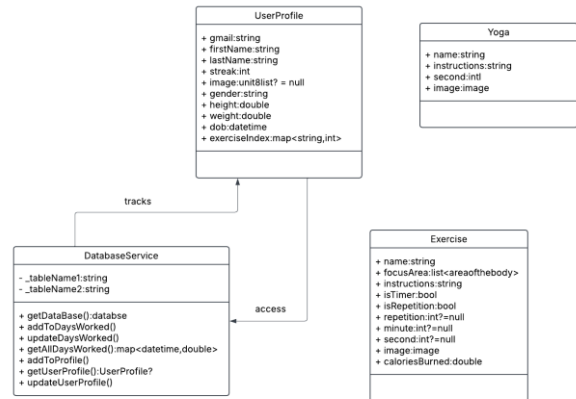 UserProfile
+ gmail:string
+ firstName:string
+ lastName:string
+ streak:int
+ image:unit8list? = null
+ gender:string
+ height:double
+ weight:double
+ dob:datetime
+ exerciseIndex:map<string,int>
Yoga
+ name:string
+ instructions:string
+ second:intl
+ image:image
tracks
access
DatabaseService
- _tableName1:string
- _tableName2:string
+ getDataBase():databse
+ addToDaysWorked()
+ updateDaysWorked()
+ getAllDaysWorked():map<datetime,double>
+ addToProfile()
+ getUserProfile():UserProfile?
+ updateUserProfile()
Exercise
+ name:string
+ focusArea:list<areaofthebody>
+ instructions:string
+ isTimer:bool
+ isRepetition:bool
+ repetition:int?=null
+ minute:int?=null
+ second:int?=null
+ image:image
+ caloriesBurned:double